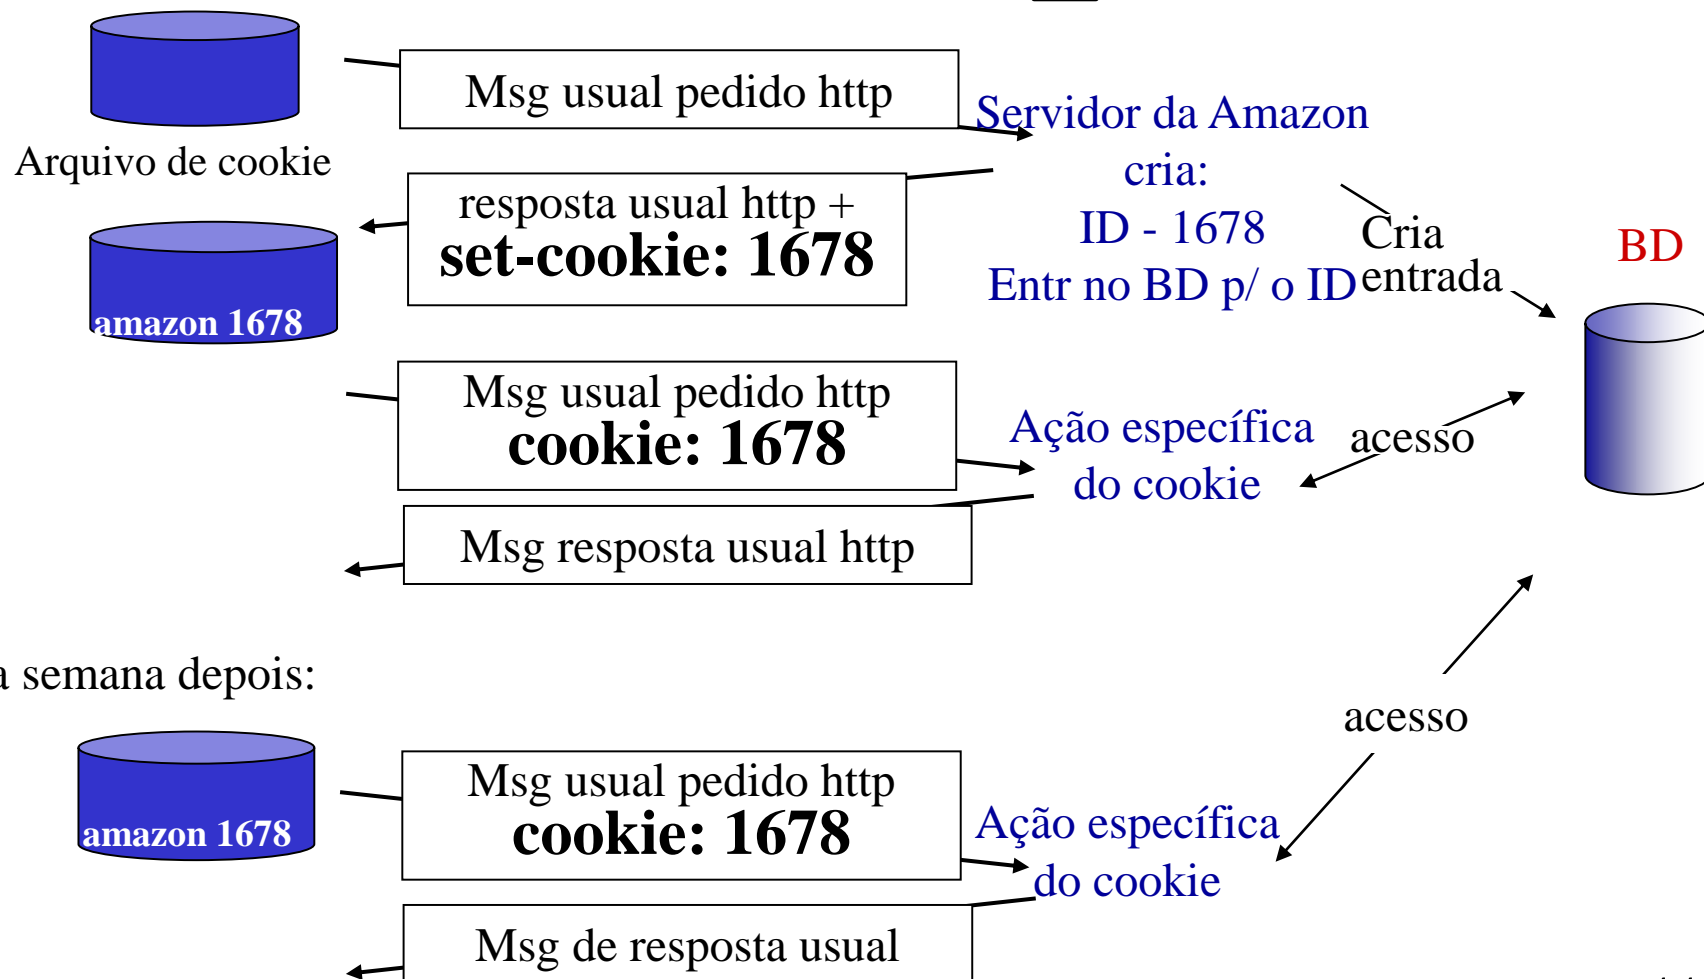 Msg usual pedido http
Arquivo de cookie
Servidor da Amazon
cria:
ID - 1678
Entr no BD p/ o ID
resposta usual http +
set-cookie: 1678
Cria
entrada
BD
amazon 1678
Msg usual pedido http
cookie: 1678
Ação específica
do cookie
acesso
Msg resposta usual http
a semana depois:
acesso
amazon 1678
Msg usual pedido http
cookie: 1678
Ação específica
do cookie
Msg de resposta usual